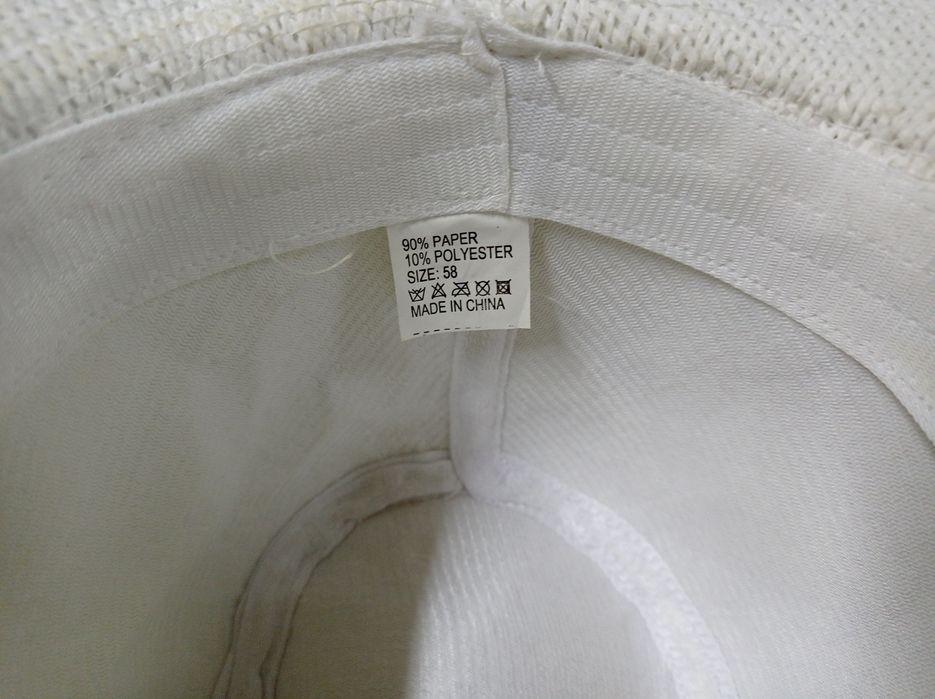 90% PAPER
10% POLYESTER
SIZE: 58
MADE IN CHINA